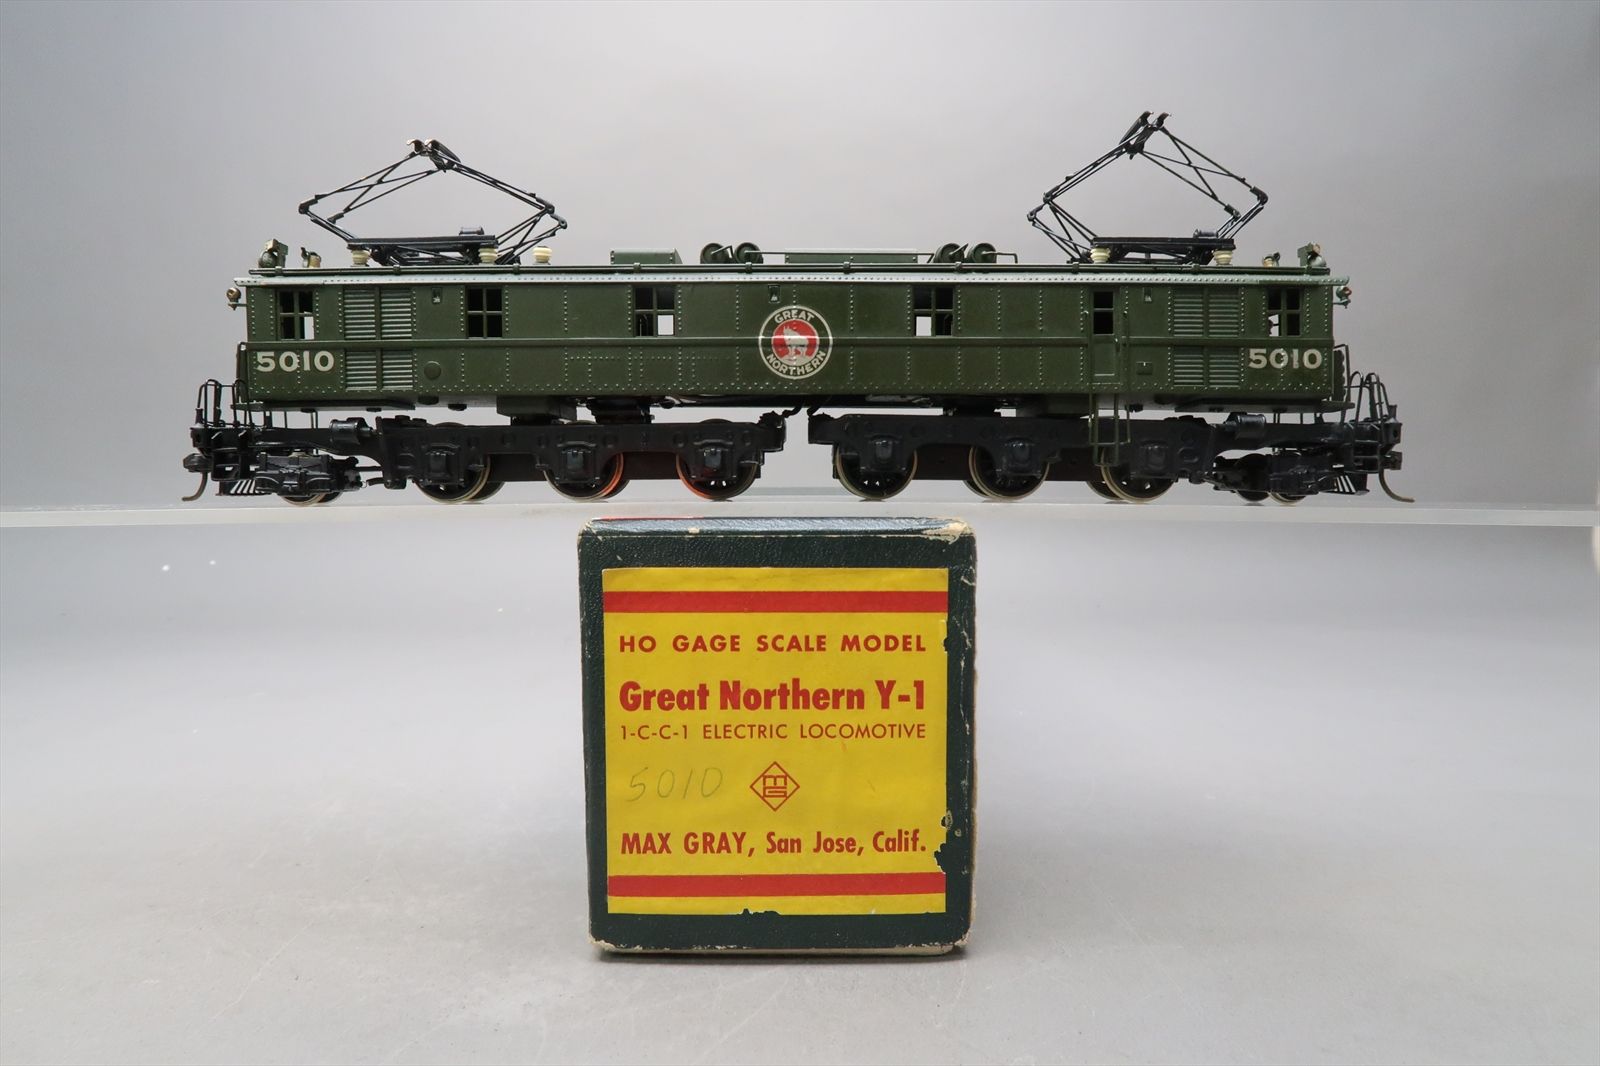 GREAT
NORTHERN
5010
5010
HO GAGE SCALE MODEL
Great Northern Y-1
1-C-C-1 ELECTRIC LOCOMOTIVE
5010
MG
MAX GRAY, San Jose, Calif.